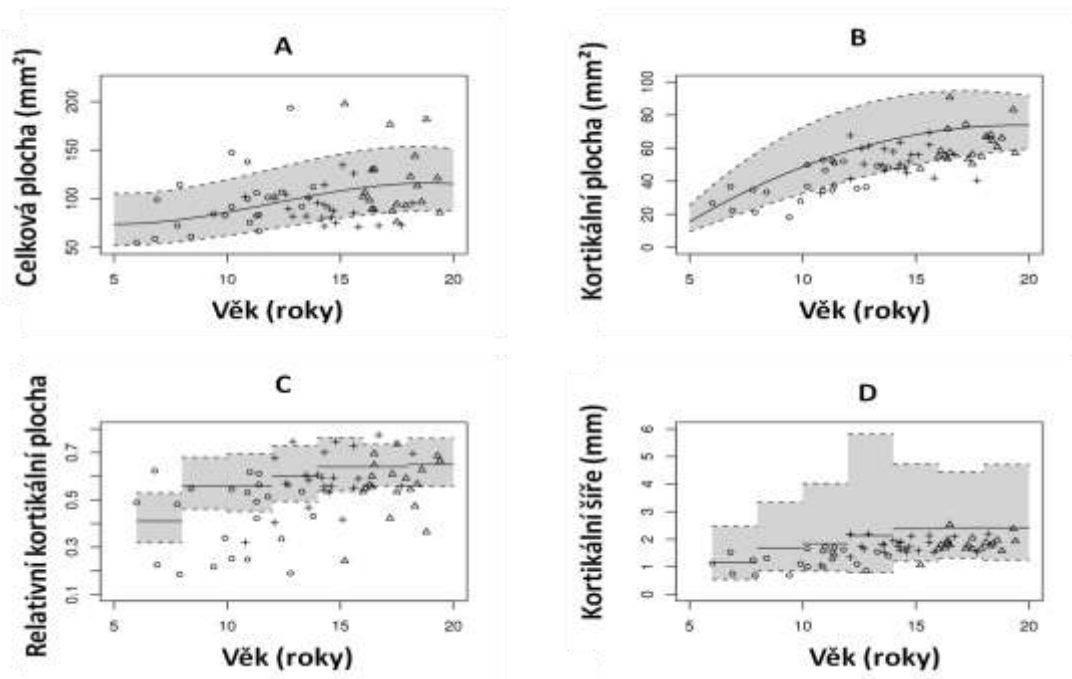 A
Celková plocha (mm²)
200
150
100
50
5 10 15 20
Věk (roky)
B
Kortikální plocha (mm²)
100
80
60
40
20
0
5 10 15 20
Věk (roky)
C
Relativní kortikální plocha
0.7
0.5
0.3
0.1
5 10 15 20
Věk (roky)
D
Kortikální šíře (mm)
6
5
4
3
2
1
0
5 10 15 20
Věk (roky)